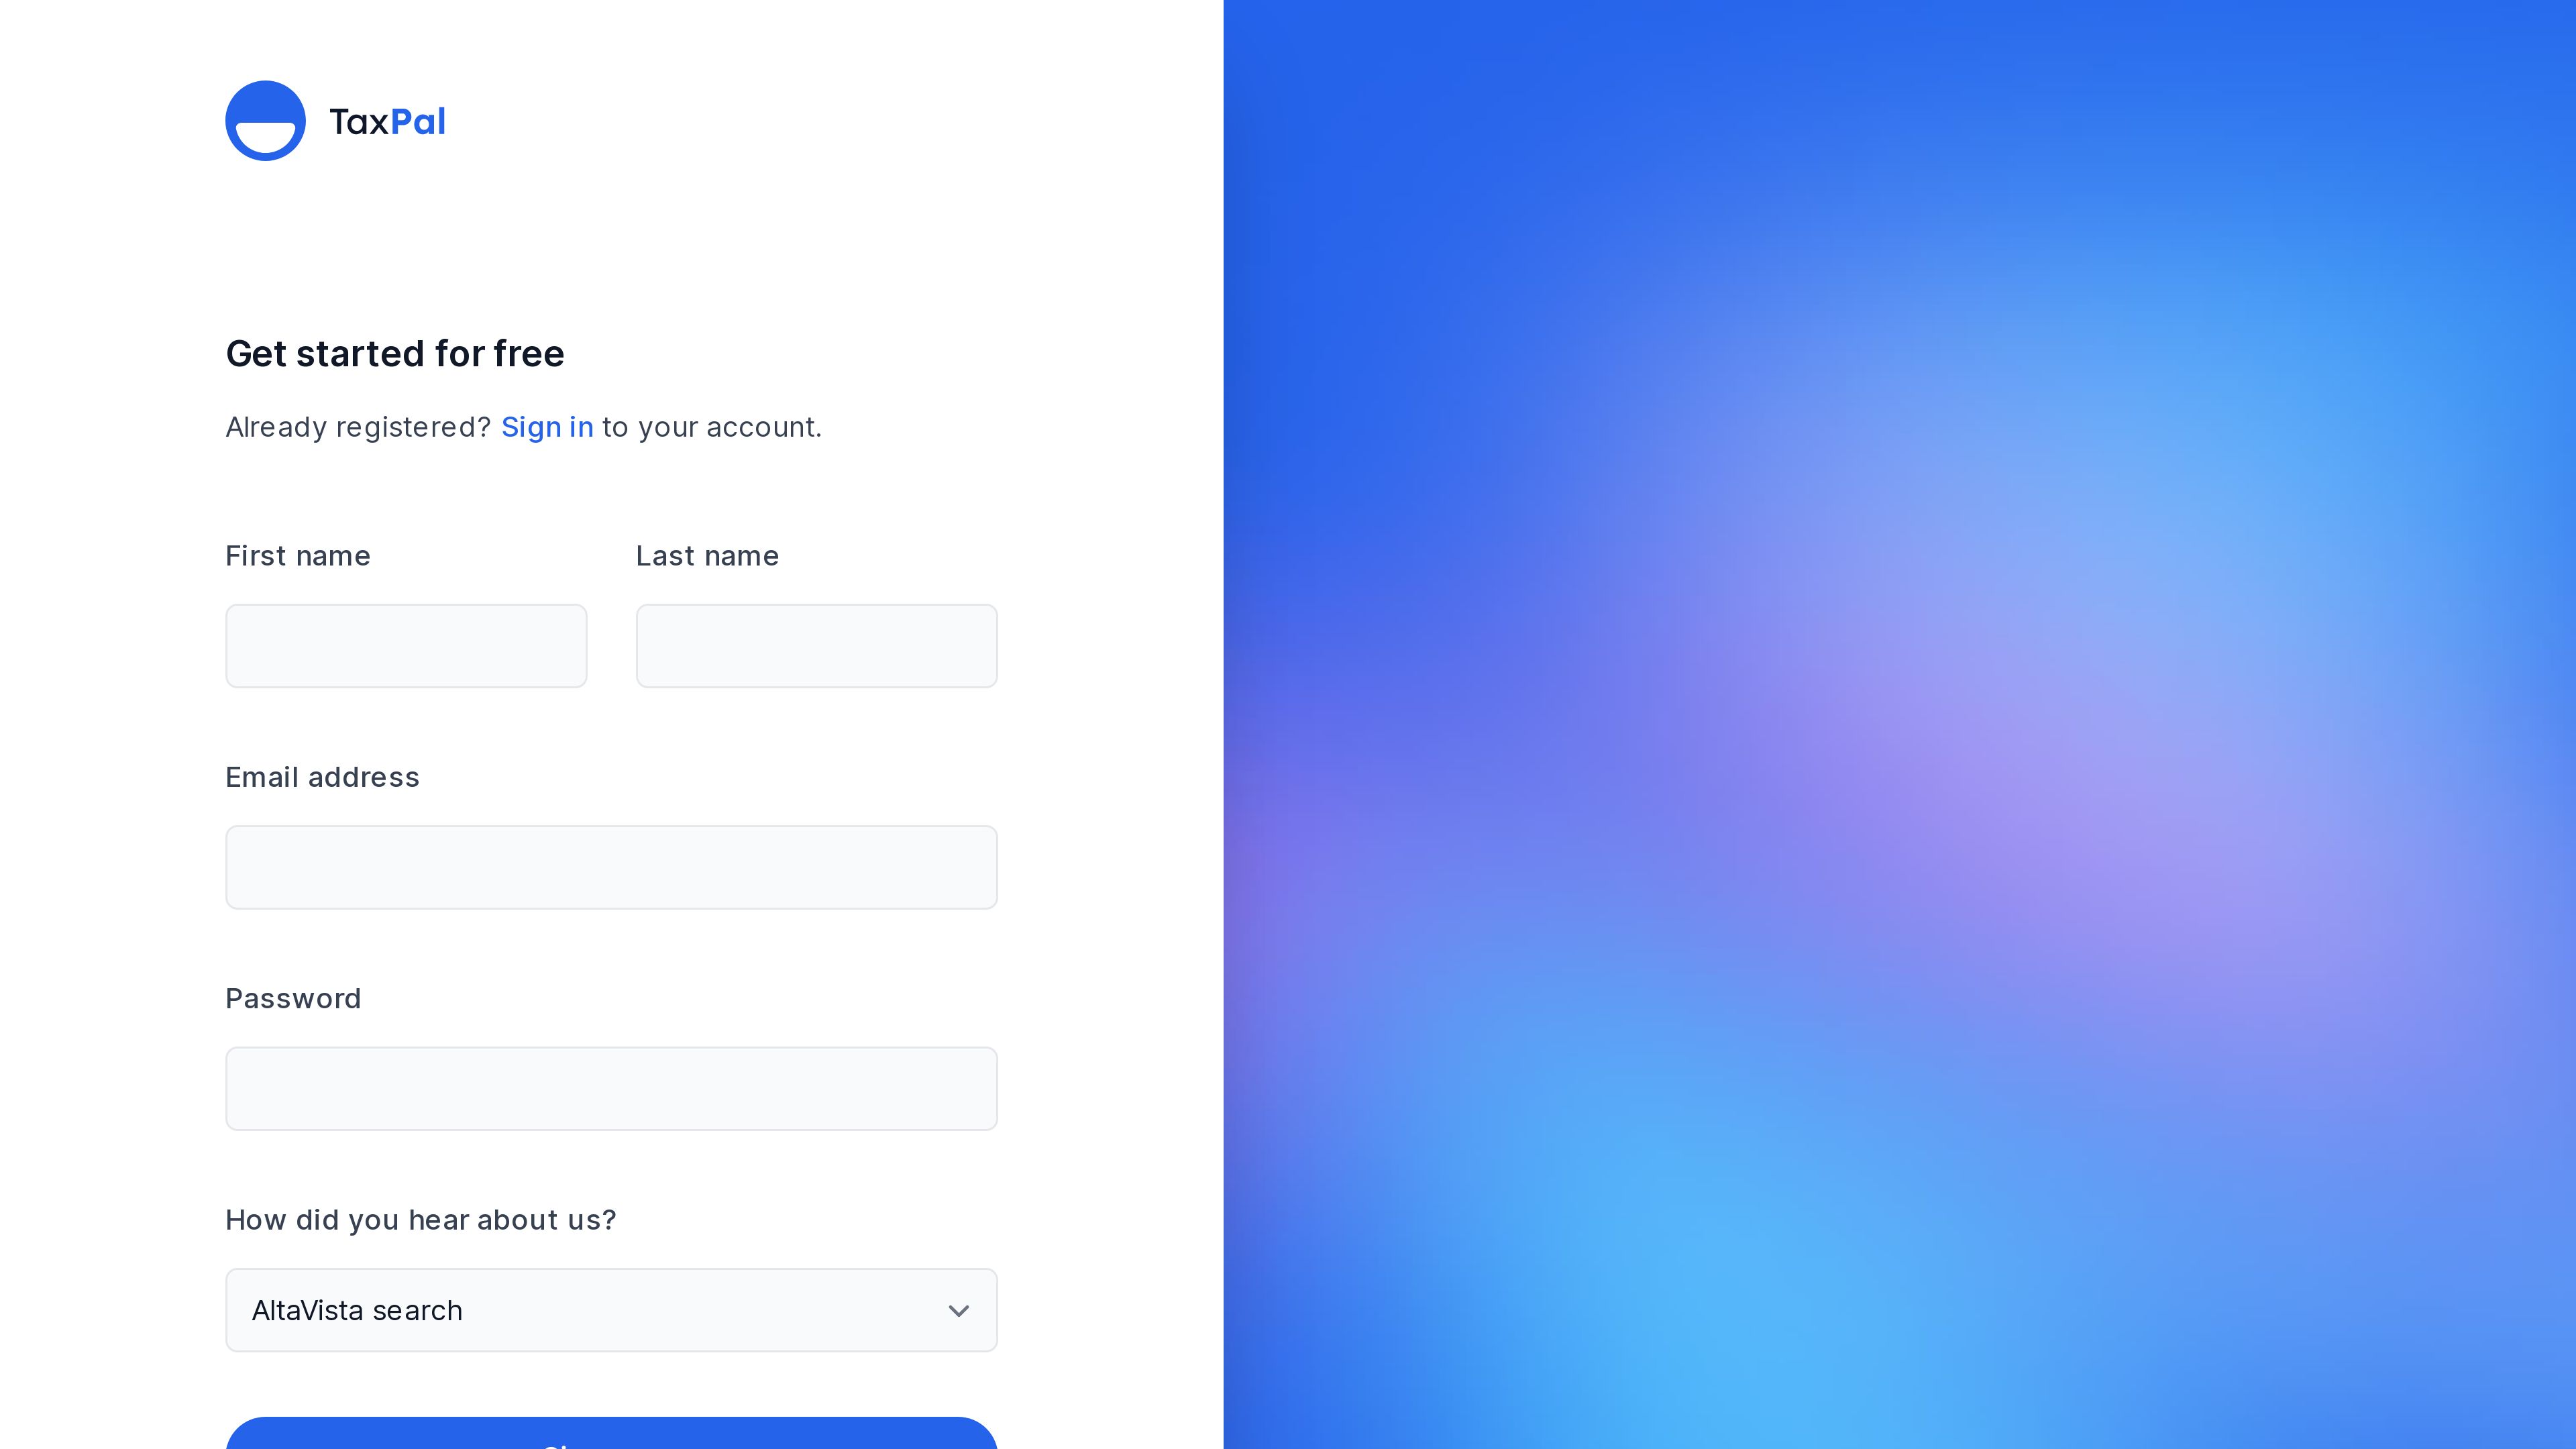 TaxPal
Get started for free
Already registered? Sign in to your account.
First name
Last name
Email address
Password
How did you hear about us?
AltaVista search